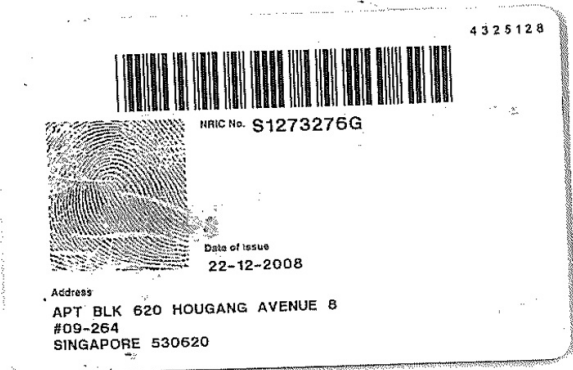 4325128
NRIC No. S1273276G
Date of Issue
22-12-2008
Address
APT BLK 620 HOUGANG AVENUE 8
#09-264
SINGAPORE 530620